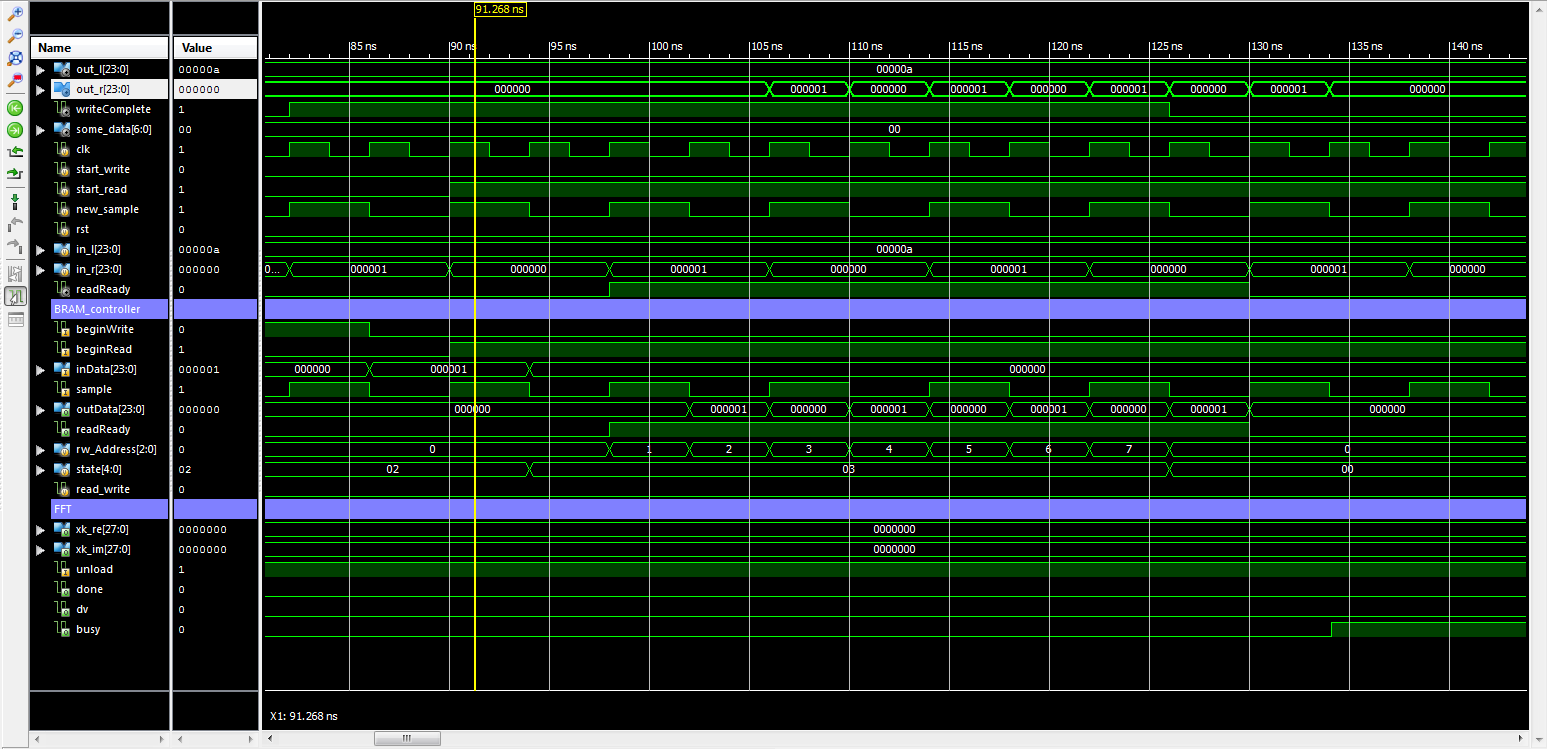 91.268 ns
Name Value 85 ns 90 ns 95 ns 100 ns 105 ns 110 ns 115 ns 120 ns 125 ns 130 ns 135 ns 140 ns
out_l[23:0] 00000a 00000a
out_r[23:0] 000000 000000 000001 000000 000001 000000 000001 000000 000001 000000
writeComplete 1
some_data[6:0] 00 00
clk 1
start_write 0
start_read 1
new_sample 1
rst 0
in_l[23:0] 00000a 00000a
in_r[23:0] 000000 0... 000001 000000 000001 000000 000001 000000 000001 000000
readReady 0
BRAM_controller
beginWrite 0
beginRead 1
inData[23:0] 000001 000000 000001 000000
sample 1
outData[23:0] 000000 000000 000001 000000 000001 000000 000001 000000 000001 000000
readReady 0
rw_Address[2:0] 0 0 1 2 3 4 5 6 7 0
state[4:0] 02 02 03 00
read_write 0
FFT
xk_re[27:0] 0000000 0000000
xk_im[27:0] 0000000 0000000
unload 1
done 0
dv 0
busy 0
X1: 91.268 ns